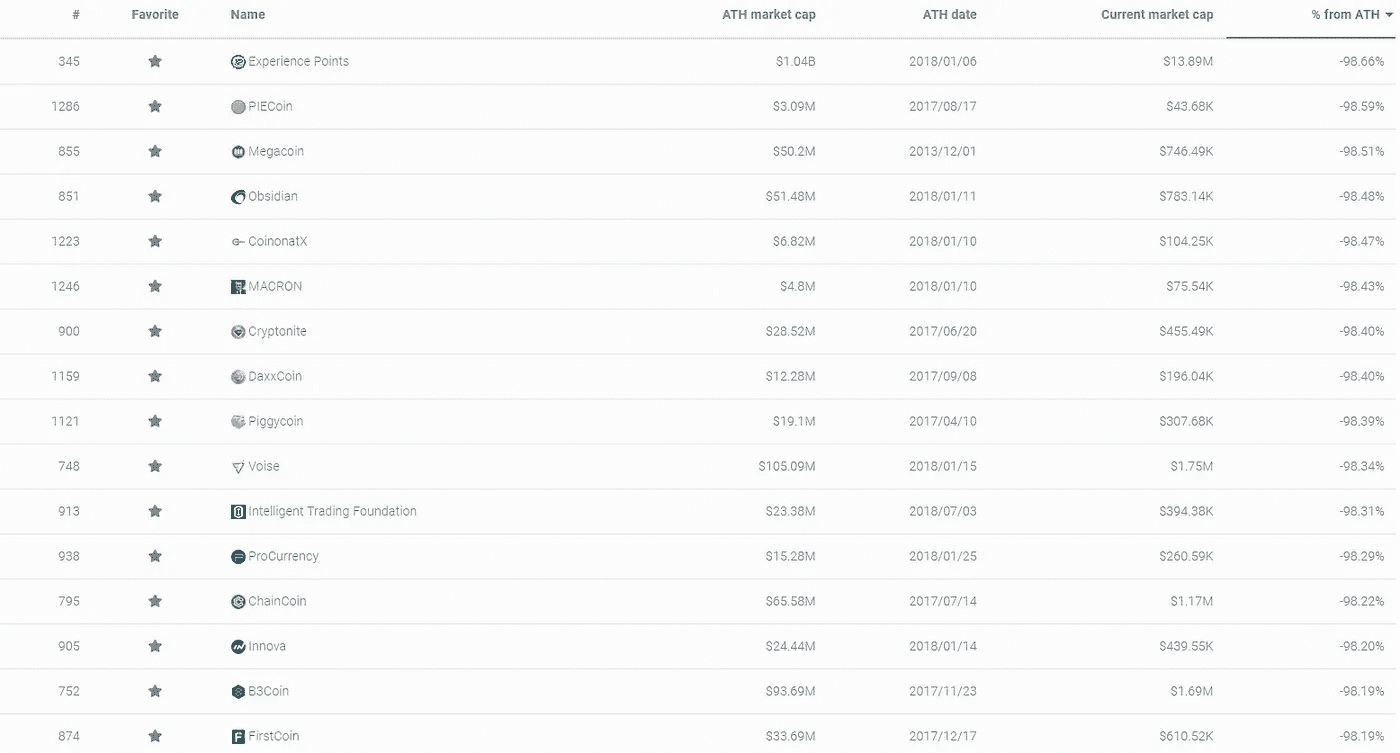 # Favorite Name ATH market cap ATH date Current market cap % from ATH
345 Experience Points $1.04B 2018/01/06 $13.89M -98.66%
1286 PIECoin $3.09M 2017/08/17 $43.68K -98.59%
855 Megacoin $50.2M 2013/12/01 $746.49K -98.51%
851 Obsidian $51.48M 2018/01/11 $783.14K -98.48%
1223 CoinonatX $6.82M 2018/01/10 $104.25K -98.47%
1246 MACRON $4.8M 2018/01/10 $75.54K -98.43%
900 Cryptonite $28.52M 2017/06/20 $455.49K -98.40%
1159 DaxxCoin $12.28M 2017/09/08 $196.04K -98.40%
1121 Piggycoin $19.1M 2017/04/10 $307.68K -98.39%
748 Voise $105.09M 2018/01/15 $1.75M -98.34%
913 Intelligent Trading Foundation $23.38M 2018/07/03 $394.38K -98.31%
938 ProCurrency $15.28M 2018/01/25 $260.59K -98.29%
795 ChainCoin $65.58M 2017/07/14 $1.17M -98.22%
905 Innova $24.44M 2018/01/14 $439.55K -98.20%
752 B3Coin $93.69M 2017/11/23 $1.69M -98.19%
874 FirstCoin $33.69M 2017/12/17 $610.52K -98.19%